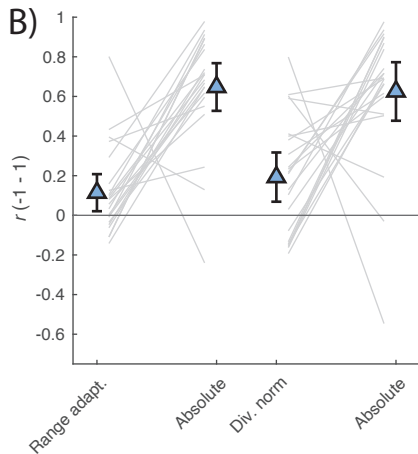 B)
r (-1 - 1)
1
0.8
0.6
0.4
0.2
0
-0.2
-0.4
-0.6
Range adapt.
Absolute
Div. norm
Absolute